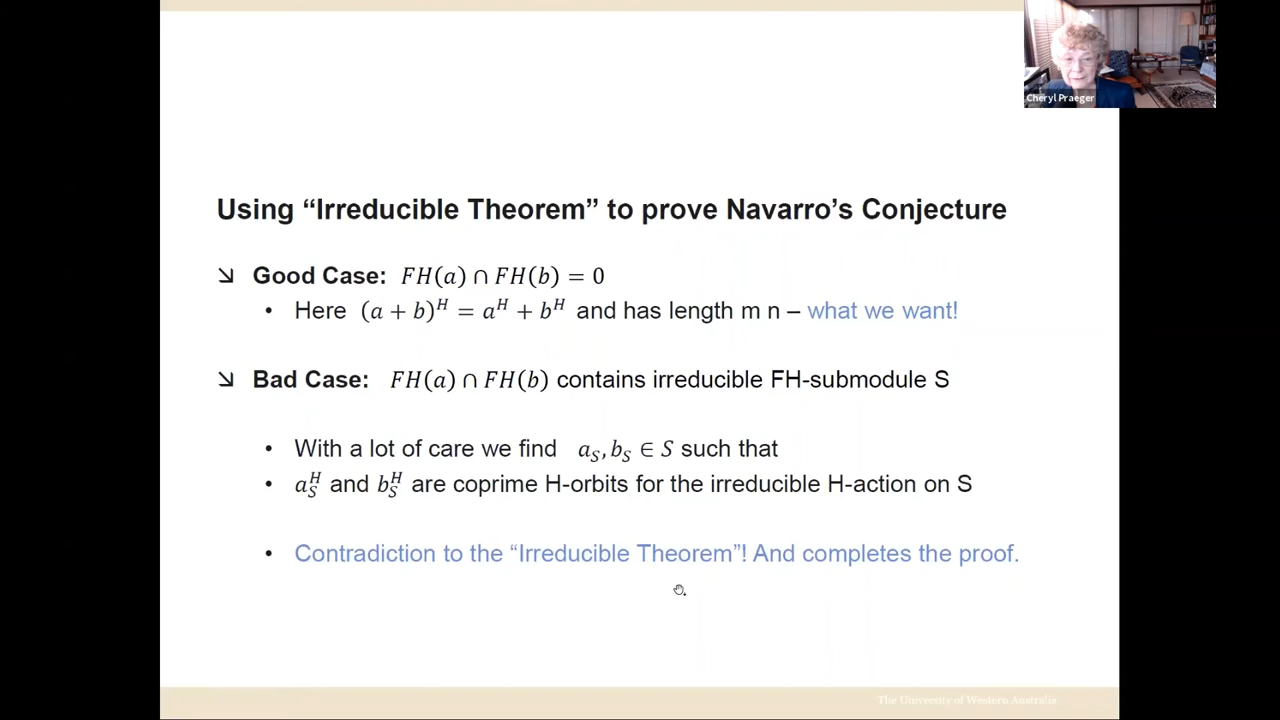 Cheryl Praeger
Using “Irreducible Theorem” to prove Navarro’s Conjecture
Good Case: FH(a) ∩ FH(b) = 0
• Here (a + b)^H = a^H + b^H and has length m n – what we want!
Bad Case: FH(a) ∩ FH(b) contains irreducible FH-submodule S
• With a lot of care we find a_S, b_S ∈ S such that
• a_S^H and b_S^H are coprime H-orbits for the irreducible H-action on S
• Contradiction to the “Irreducible Theorem”! And completes the proof.
The University of Western Australia